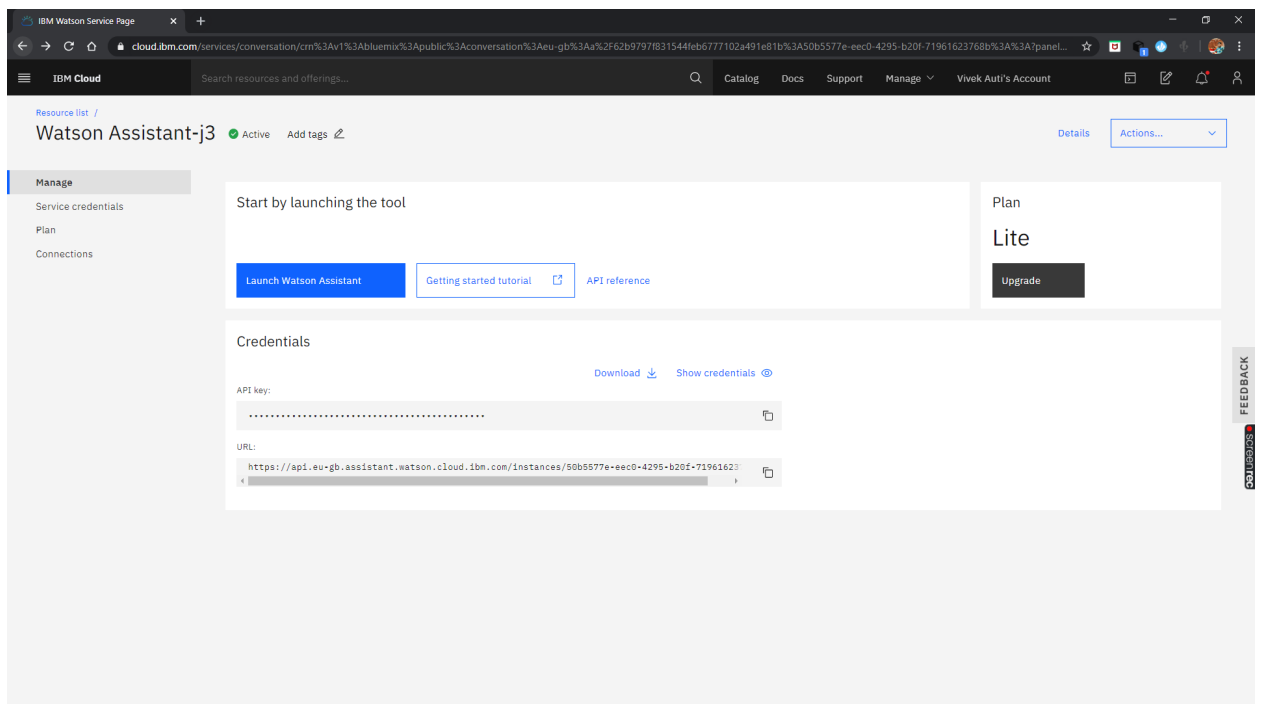 IBM Watson Service Page
cloud.ibm.com/services/conversation/crn%3Av1%3Abluemix%3Apublic%3Aconversation%3Aeu-gb%3Aa%2F62b9797f831544feb6777102a491e81b%3A50b5577e-eec0-4295-b20f-71961623768b%3A%3A?panel...
1
IBM Cloud
Search resources and offerings...
Catalog
Docs
Support
Manage
Vivek Auti's Account
Resource list /
Watson Assistant-j3
Active
Add tags
Details
Actions...
Manage
Service credentials
Plan
Connections
Start by launching the tool
Launch Watson Assistant
Getting started tutorial
API reference
Plan
Lite
Upgrade
Credentials
Download
Show credentials
API key:
URL:
https://api.eu-gb.assistant.watson.cloud.ibm.com/instances/50b5577e-eec0-4295-b20f-71961623
FEEDBACK
screenrec